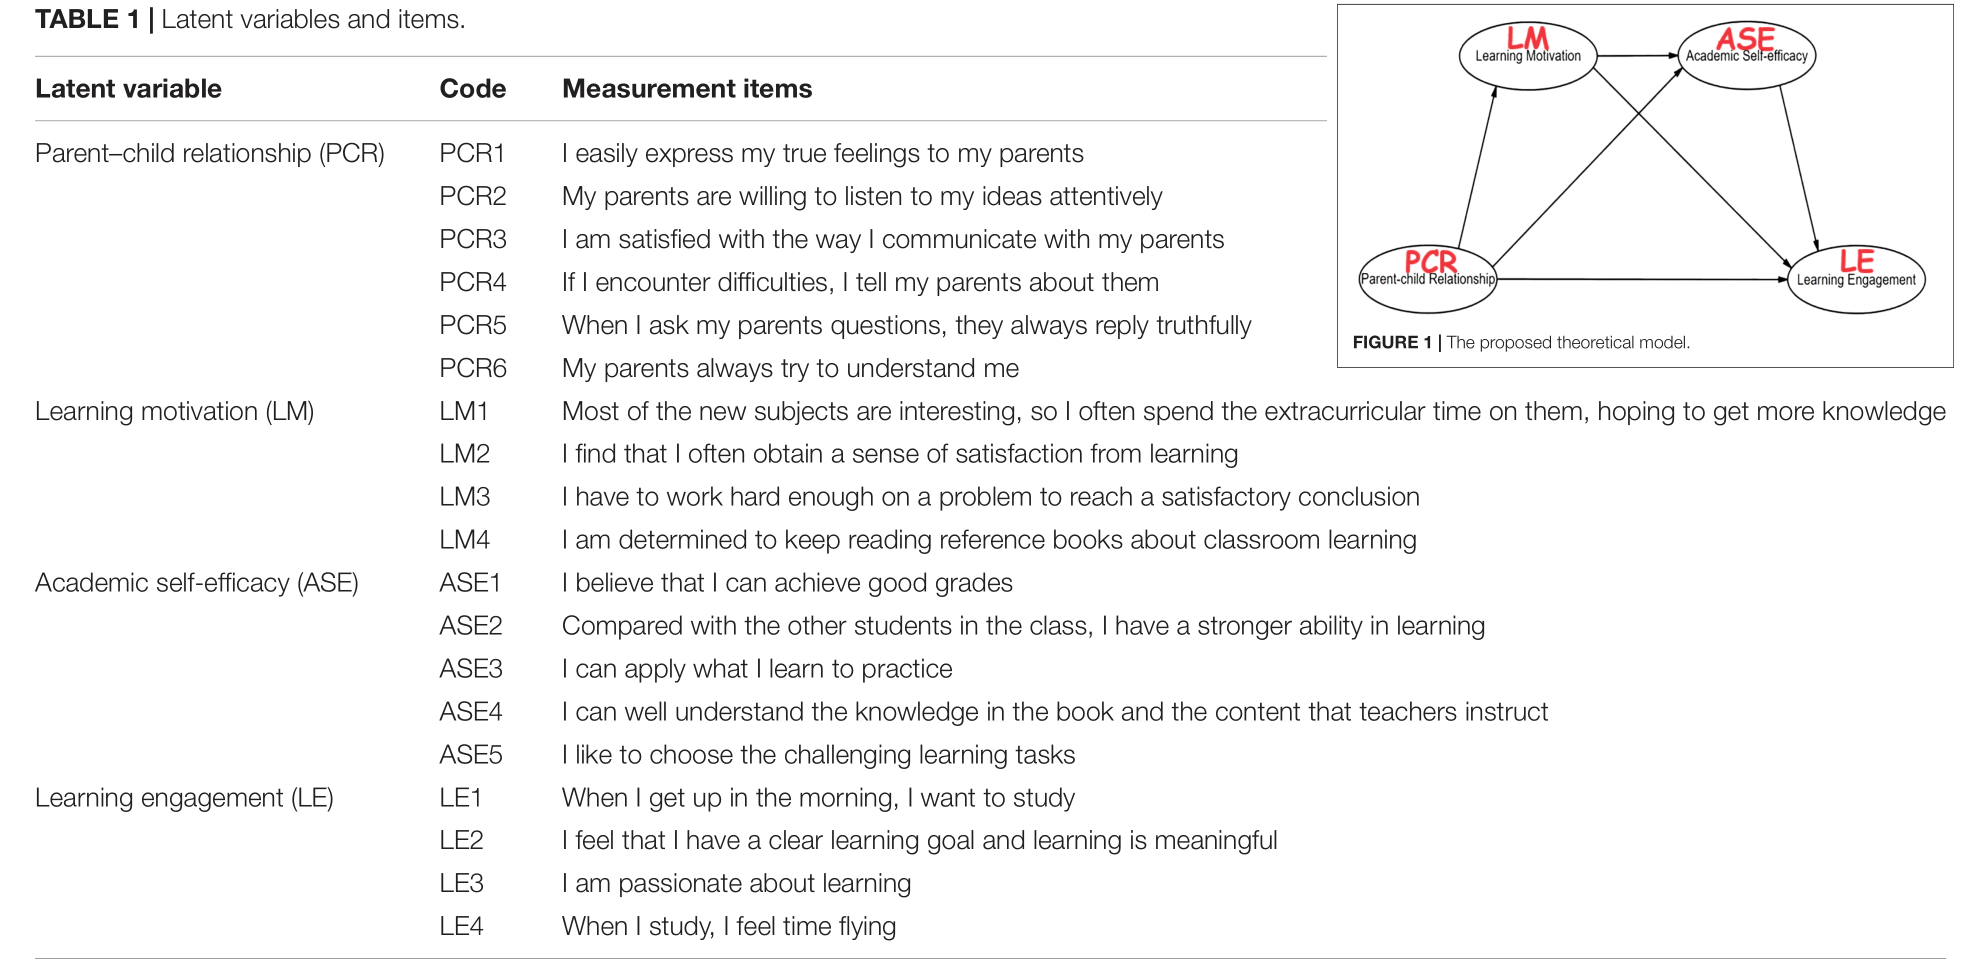 TABLE 1 | Latent variables and items.
Latent variable Code Measurement items
Parent–child relationship (PCR) PCR1 I easily express my true feelings to my parents
PCR2 My parents are willing to listen to my ideas attentively
PCR3 I am satisfied with the way I communicate with my parents
PCR4 If I encounter difficulties, I tell my parents about them
PCR5 When I ask my parents questions, they always reply truthfully
PCR6 My parents always try to understand me
Learning motivation (LM) LM1 Most of the new subjects are interesting, so I often spend the extracurricular time on them, hoping to get more knowledge
LM2 I find that I often obtain a sense of satisfaction from learning
LM3 I have to work hard enough on a problem to reach a satisfactory conclusion
LM4 I am determined to keep reading reference books about classroom learning
Academic self-efficacy (ASE) ASE1 I believe that I can achieve good grades
ASE2 Compared with the other students in the class, I have a stronger ability in learning
ASE3 I can apply what I learn to practice
ASE4 I can well understand the knowledge in the book and the content that teachers instruct
ASE5 I like to choose the challenging learning tasks
Learning engagement (LE) LE1 When I get up in the morning, I want to study
LE2 I feel that I have a clear learning goal and learning is meaningful
LE3 I am passionate about learning
LE4 When I study, I feel time flying
LM
Learning Motivation
ASE
Academic Self-efficacy
PCR
Parent-child Relationship
LE
Learning Engagement
FIGURE 1 | The proposed theoretical model.